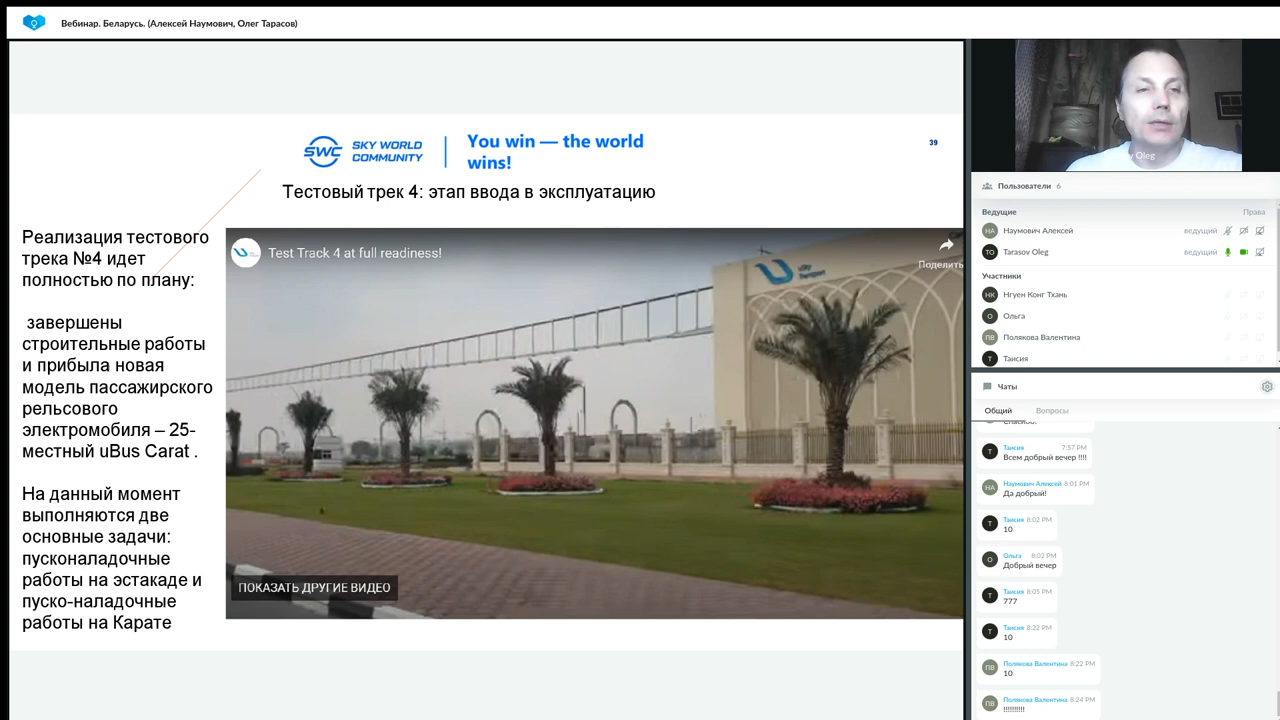 Вебинар. Беларусь. (Алексей Наумович, Олег Тарасов)
SWC
SKY WORLD
COMMUNITY
You win — the world
wins!
39
Тестовый трек 4: этап ввода в эксплуатацию
Реализация тестового
трека №4 идет
полностью по плану:
завершены
строительные работы
и прибыла новая
модель пассажирского
рельсового
электромобиля – 25-
местный uBus Carat .
На данный момент
выполняются две
основные задачи:
пусконаладочные
работы на эстакаде и
пуско-наладочные
работы на Карате
Test Track 4 at full readiness!
Поделить
uSky
Transport
ПОКАЗАТЬ ДРУГИЕ ВИДЕО
Oleg
Пользователи 6
Ведущие Права
НА Наумович Алексей ведущий
TO Tarasov Oleg ведущий
Участники
НК Нгуен Конг Тхань
О Ольга
ПВ Полякова Валентина
Т Таисия
Чаты
Общий Вопросы
Спасибо!
Т Таисия 7:57 PM
Всем добрый вечер !!!!
НА Наумович Алексей 8:01 PM
Да добрый!
Т Таисия 8:02 PM
10
О Ольга 8:02 PM
Добрый вечер
Т Таисия 8:05 PM
777
Т Таисия 8:22 PM
10
ПВ Полякова Валентина 8:22 PM
10
ПВ Полякова Валентина 8:24 PM
!!!!!!!!!!